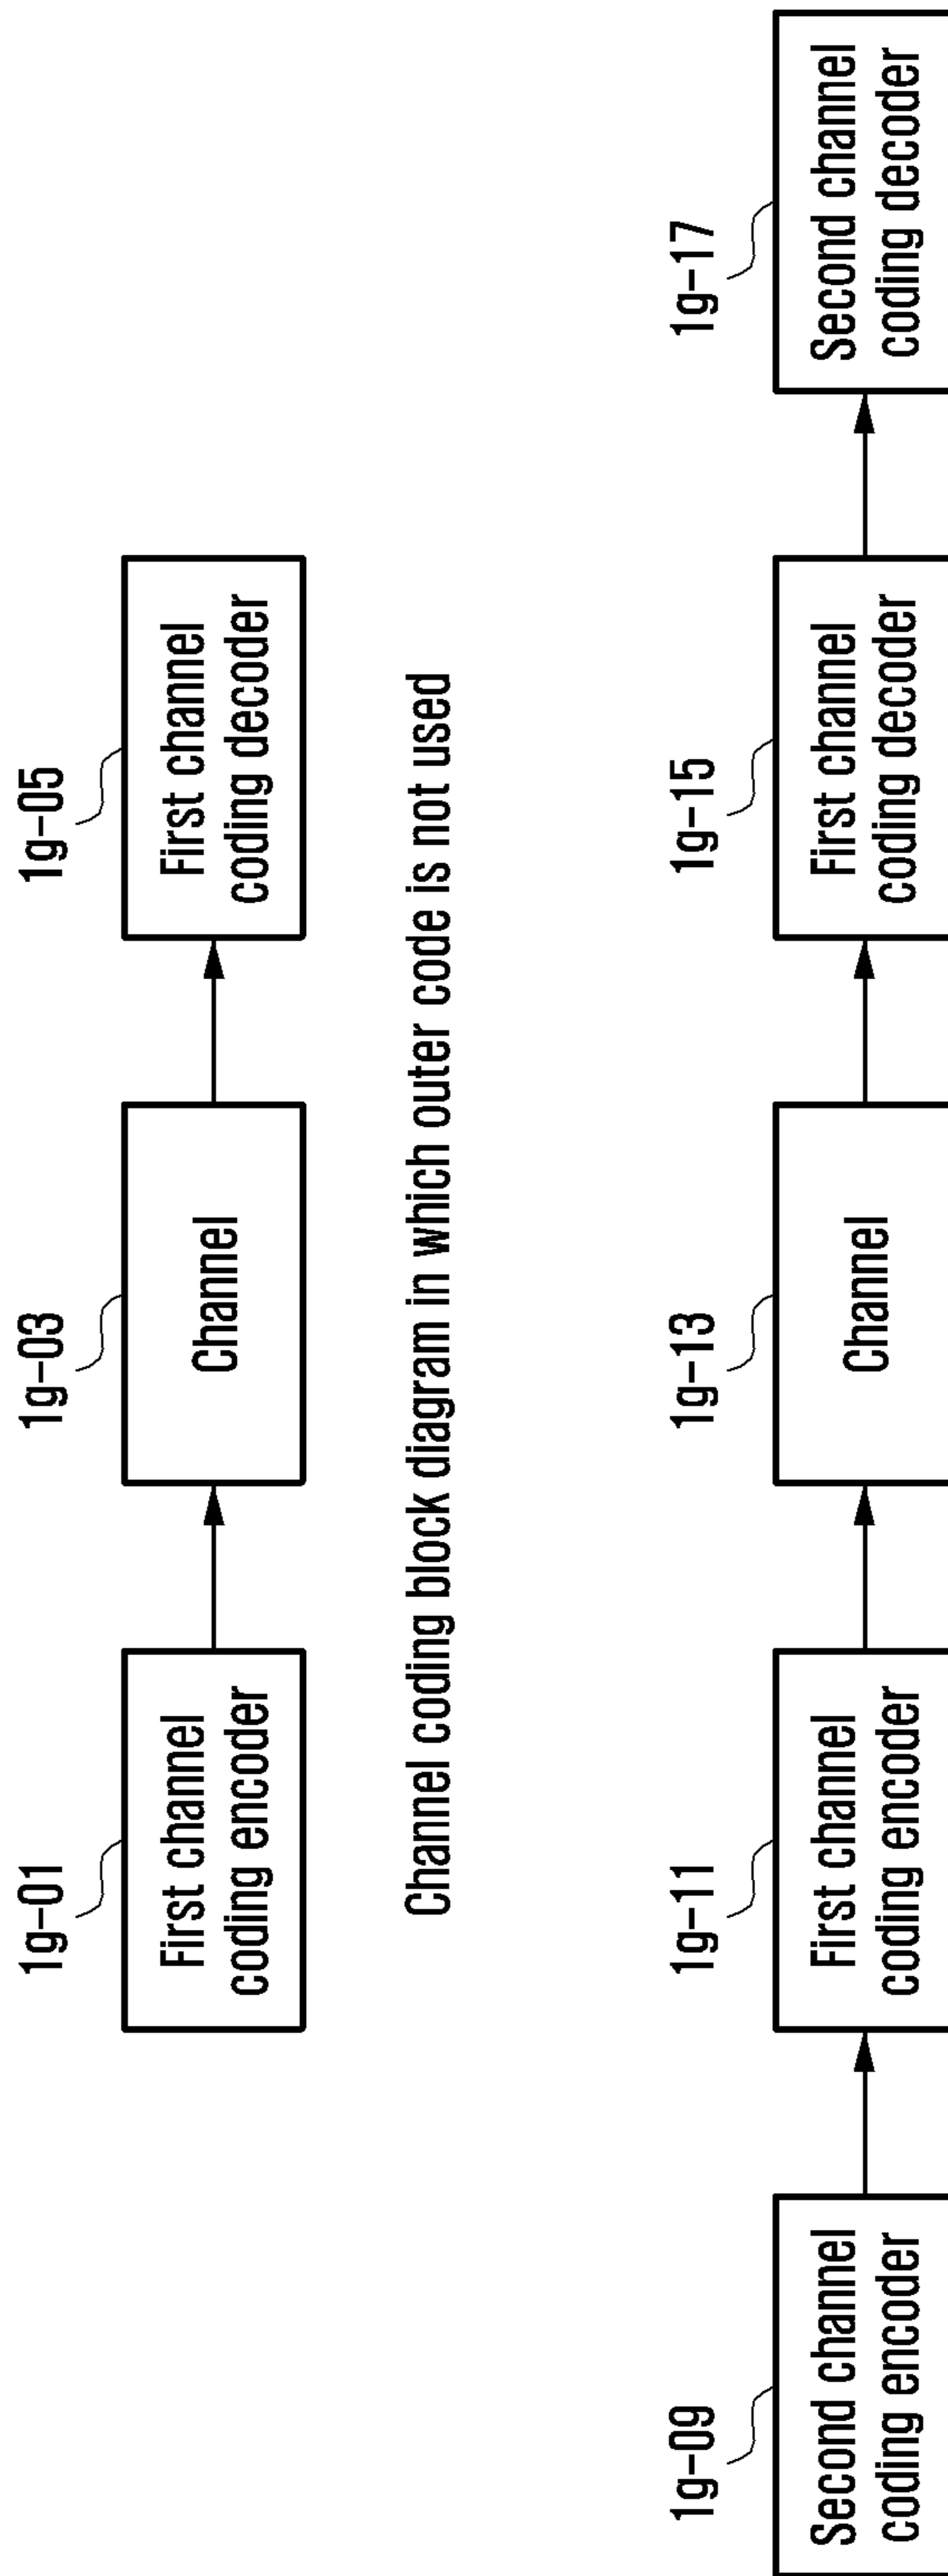 1g-01
1g-03
1g-05
First channel
coding encoder
Channel
First channel
coding decoder
Channel coding block diagram in which outer code is not used
1g-09
1g-11
1g-13
1g-15
1g-17
Second channel
coding encoder
First channel
coding encoder
Channel
First channel
coding decoder
Second channel
coding decoder